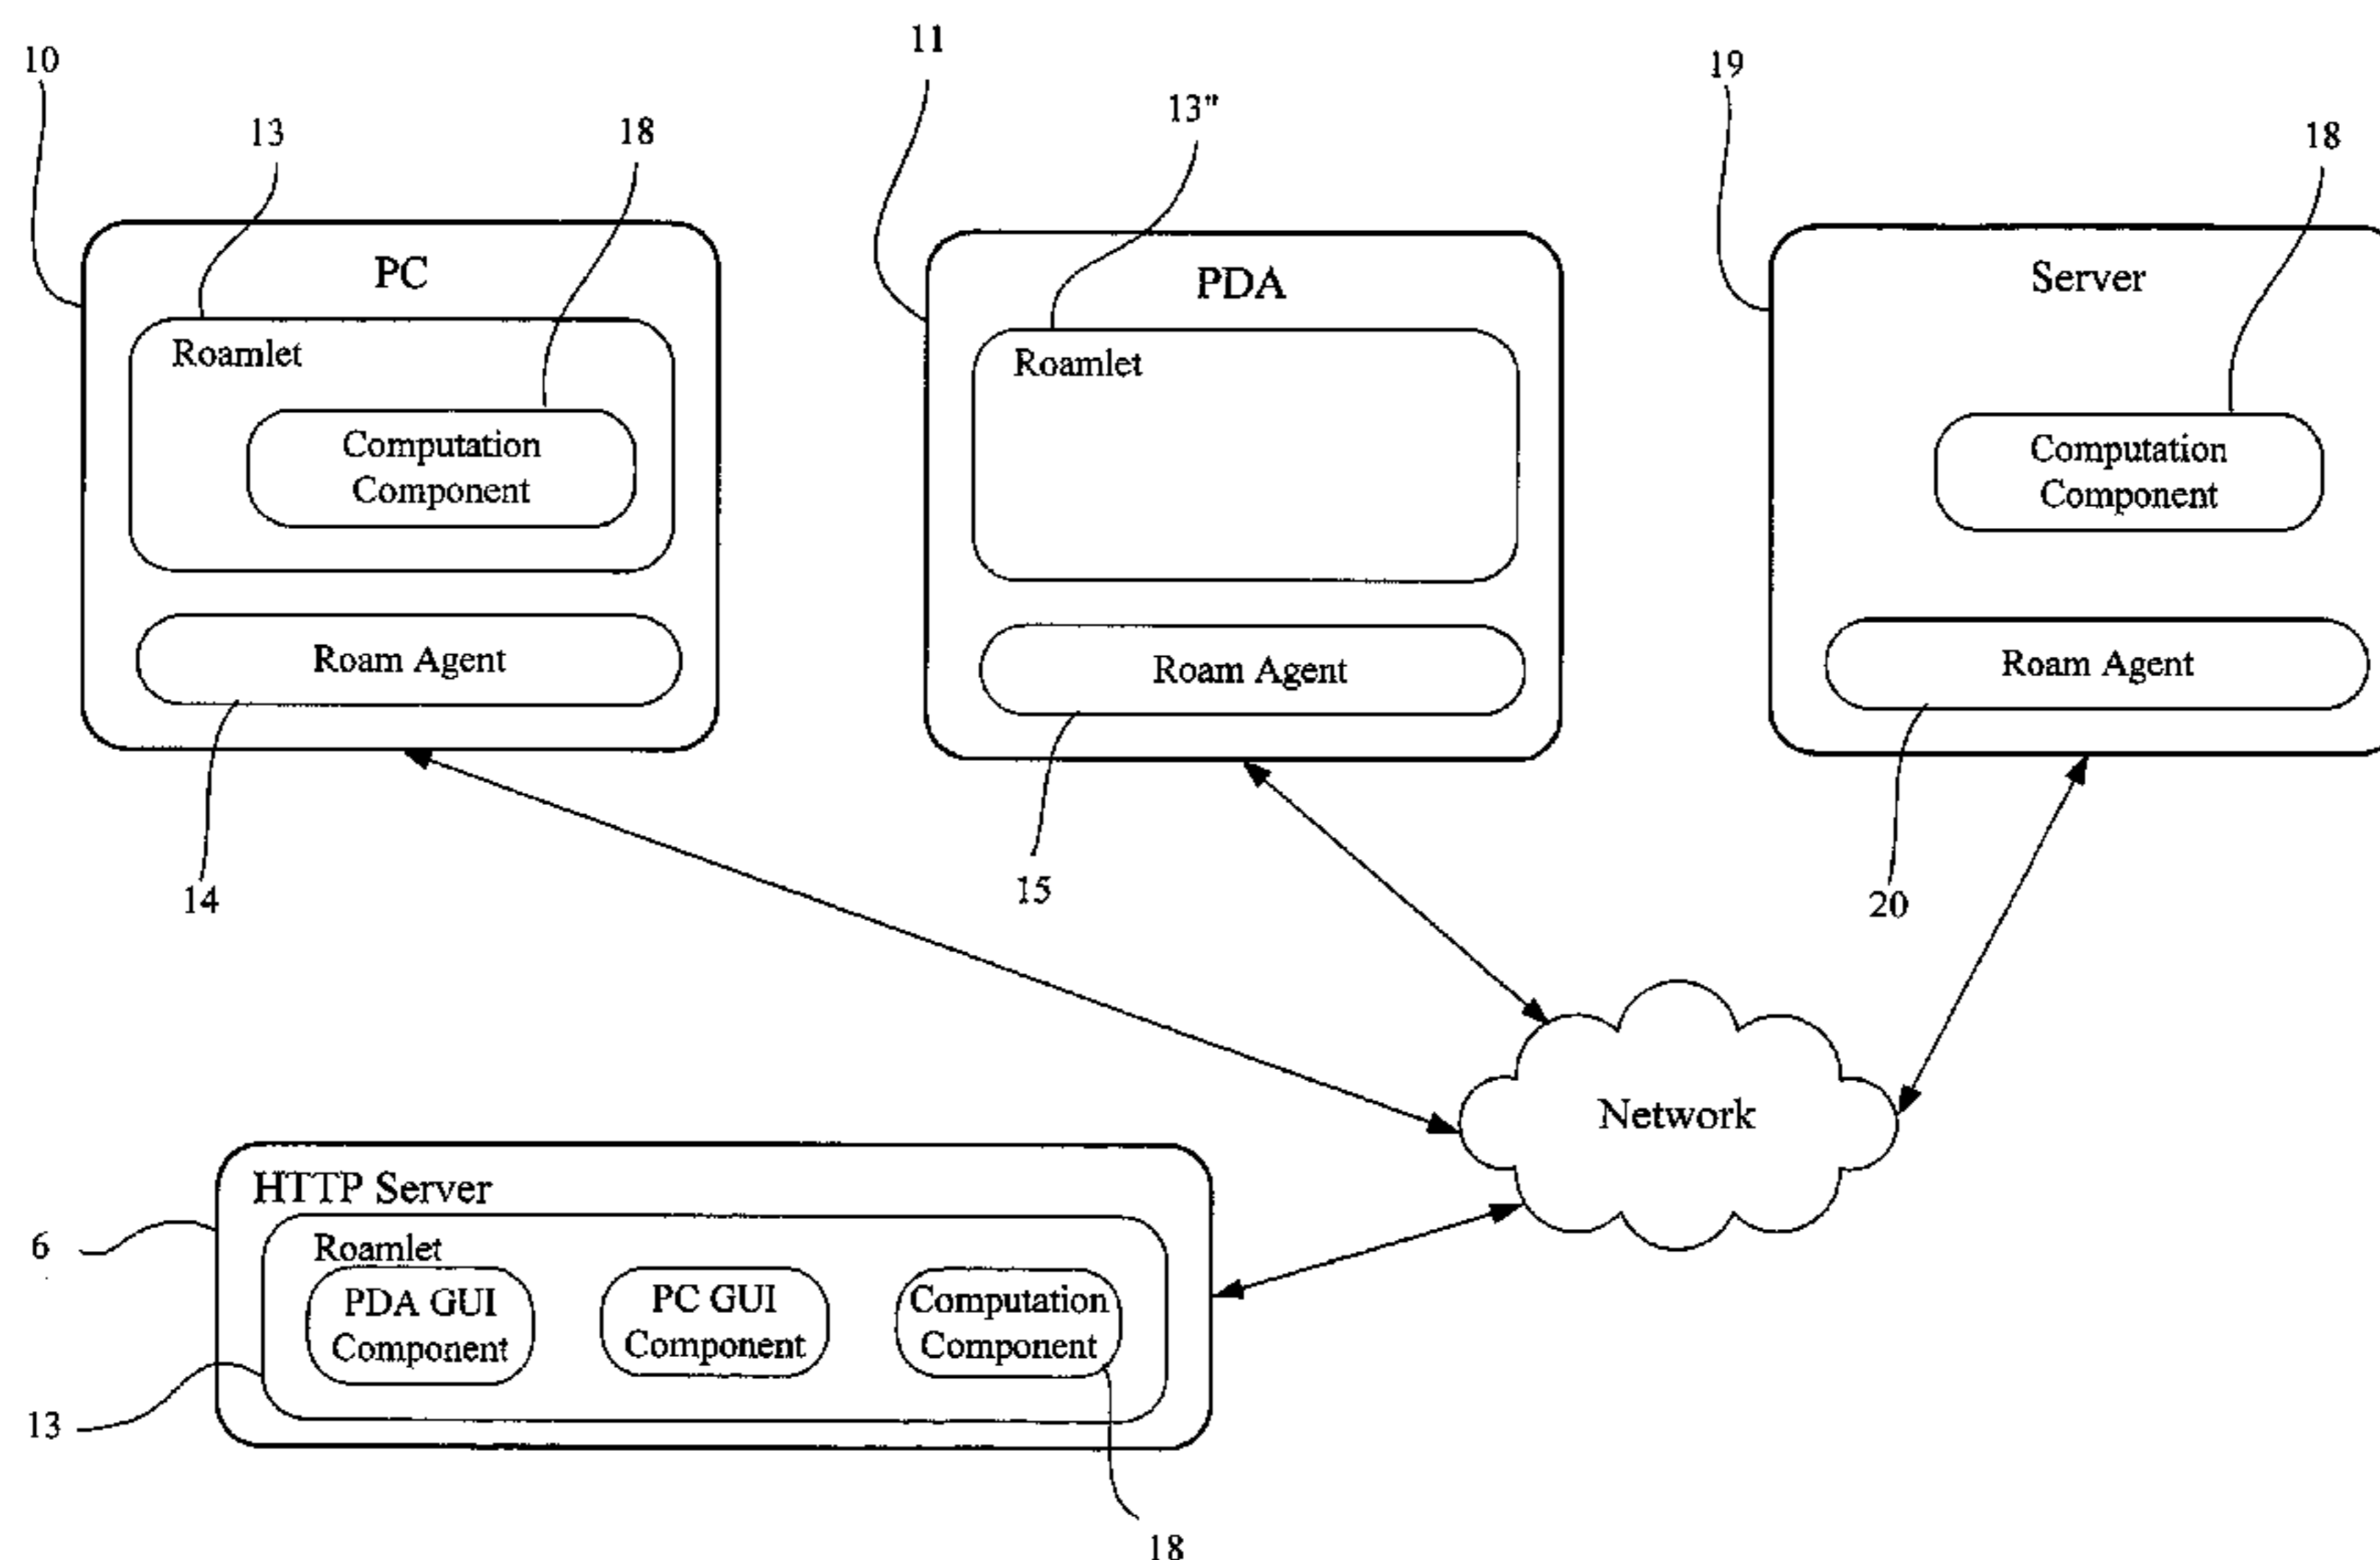 10
11
19
13
18
13"
18
PC
PDA
Server
Roamlet
Roamlet
Computation
Component
Computation
Component
Roam Agent
Roam Agent
Roam Agent
14
15
20
Network
HTTP Server
6
Roamlet
PDA GUI
Component
PC GUI
Component
Computation
Component
13
18